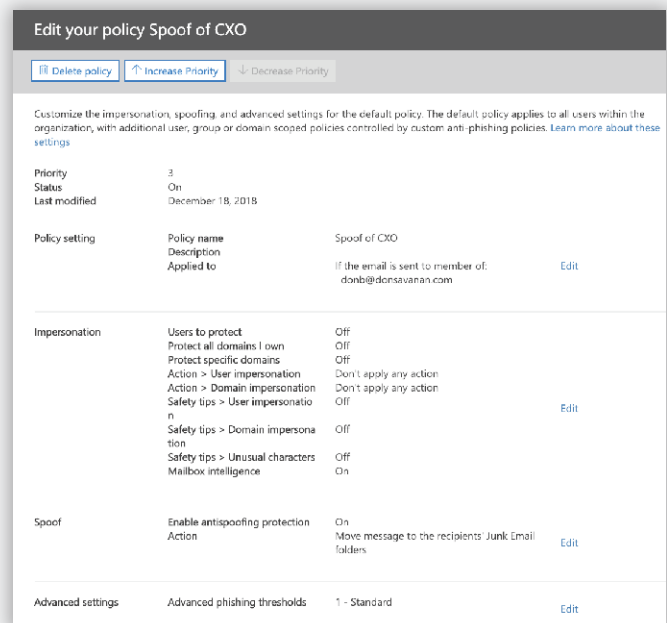 Edit your policy Spoof of CXO
Delete policy
Increase Priority
Decrease Priority
Customize the impersonation, spoofing, and advanced settings for the default policy. The default policy applies to all users within the
organization, with additional user, group or domain scoped policies controlled by custom anti-phishing policies. Learn more about these
settings
Priority 3
Status On
Last modified December 18, 2018
Policy setting Policy name Spoof of CXO
Description
Applied to If the email is sent to member of: Edit
donb@donsavanan.com
Impersonation Users to protect Off
Protect all domains I own Off
Protect specific domains Off
Action > User impersonation Don't apply any action
Action > Domain impersonation Don't apply any action
Safety tips > User impersonatio Off
n Edit
Safety tips > Domain impersona Off
tion
Safety tips > Unusual characters Off
Mailbox intelligence On
Spoof Enable antispoofing protection On
Action Move message to the recipients' Junk Email
folders Edit
Advanced settings Advanced phishing thresholds 1 - Standard Edit